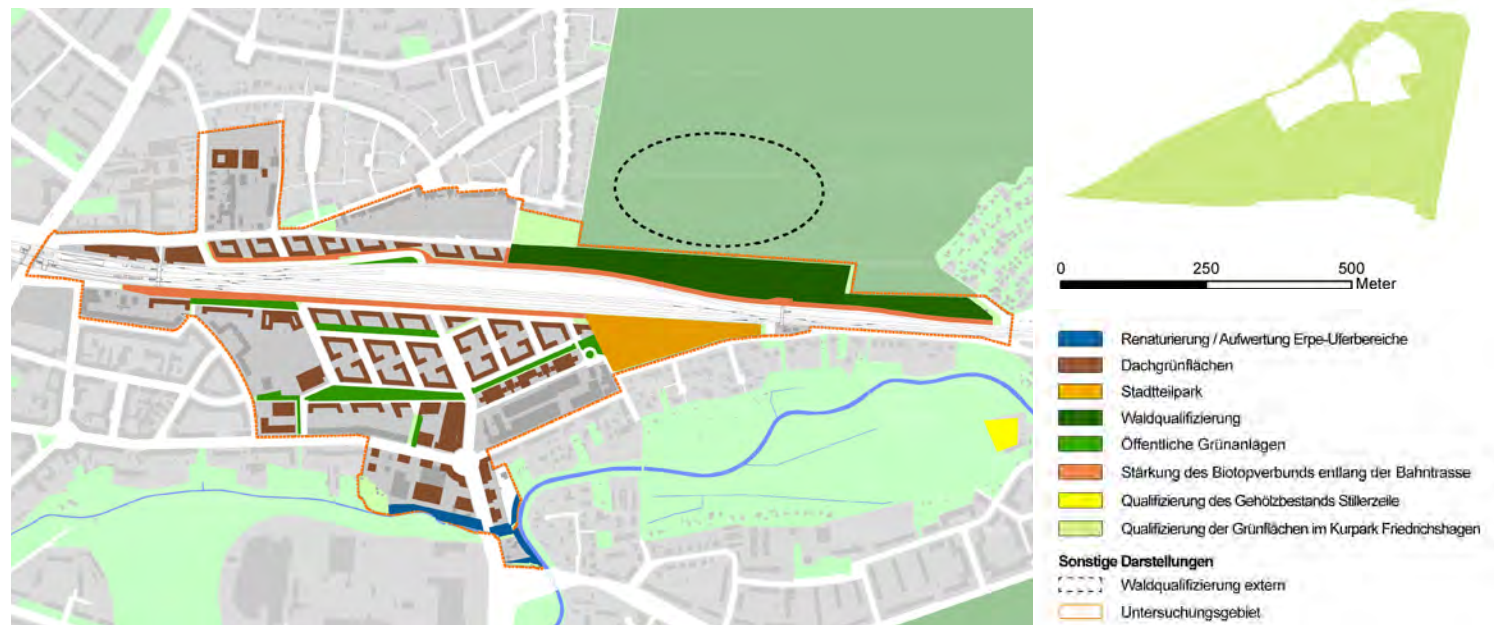 0 250 500
Meter
Renaturierung / Aufwertung Erpe-Uferbereiche
Dachgrünflächen
Stadtteilpark
Waldqualifizierung
Öffentliche Grünanlagen
Stärkung des Biotopverbunds entlang der Bahntrasse
Qualifizierung des Gehölzbestands Stillerzeile
Qualifizierung der Grünflächen im Kurpark Friedrichshagen
Sonstige Darstellungen
Waldqualifizierung extern
Untersuchungsgebiet